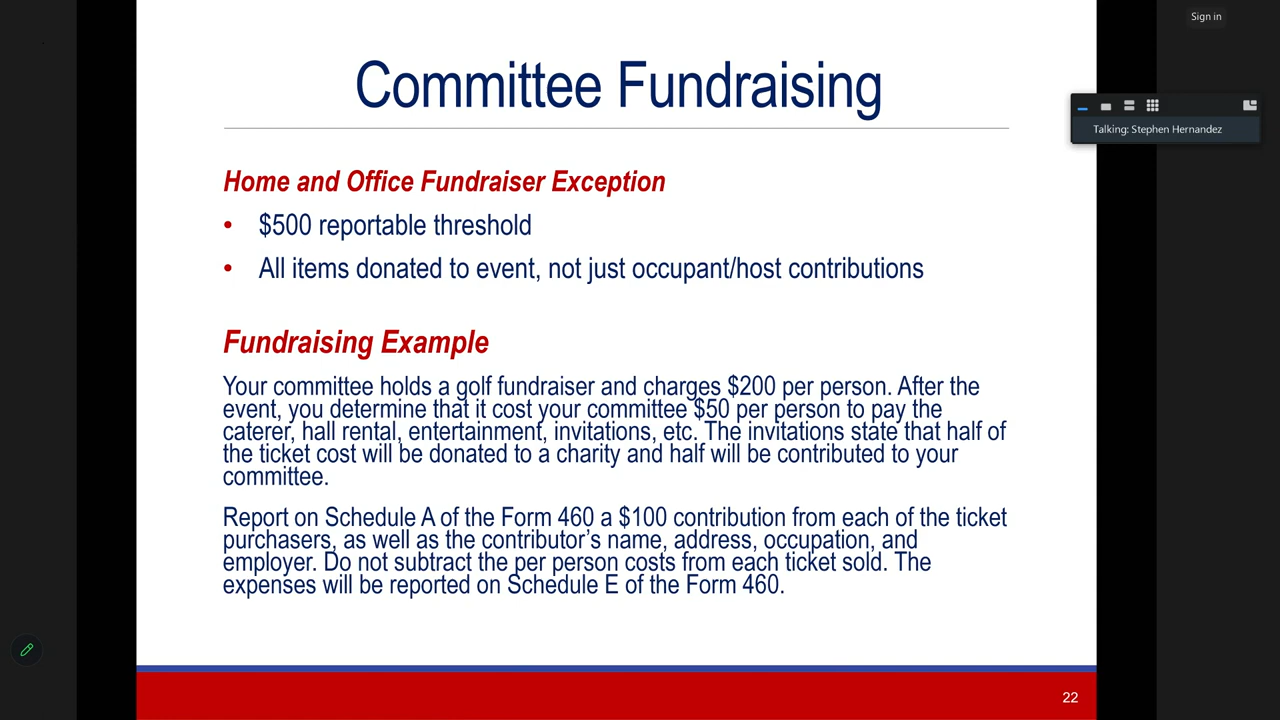 Sign in
Committee Fundraising
Talking: Stephen Hernandez
Home and Office Fundraiser Exception
• $500 reportable threshold
• All items donated to event, not just occupant/host contributions
Fundraising Example
Your committee holds a golf fundraiser and charges $200 per person. After the
event, you determine that it cost your committee $50 per person to pay the
caterer, hall rental, entertainment, invitations, etc. The invitations state that half of
the ticket cost will be donated to a charity and half will be contributed to your
committee.
Report on Schedule A of the Form 460 a $100 contribution from each of the ticket
purchasers, as well as the contributor’s name, address, occupation, and
employer. Do not subtract the per person costs from each ticket sold. The
expenses will be reported on Schedule E of the Form 460.
22